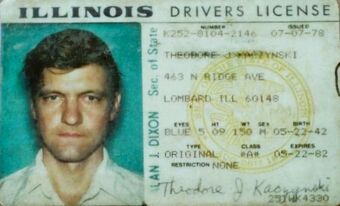 ILLINOIS DRIVERS LICENSE
NUMBER ISSUED
K252-8104-2146 07-07-78
THEODORE J KACZYNSKI
463 N RIDGE AVE
LOMBARD ILL 60148
EYES HT WT SEX BIRTH
BLUE 5 09 150 M 05-22-42
TYPE CLASS EXPIRES
ORIGINAL *A* 05-22-82
RESTRICTION NONE
Theodore J Kaczynski
ALAN J. DIXON Sec. of State